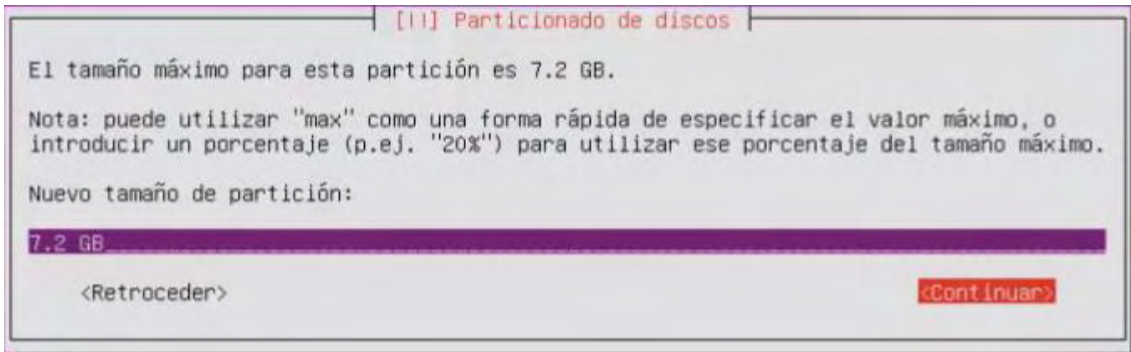 [!!] Particionado de discos
El tamaño máximo para esta partición es 7.2 GB.
Nota: puede utilizar "max" como una forma rápida de especificar el valor máximo, o
introducir un porcentaje (p.ej. "20%") para utilizar ese porcentaje del tamaño máximo.
Nuevo tamaño de partición:
7.2 GB
<Retroceder> <Continuar>